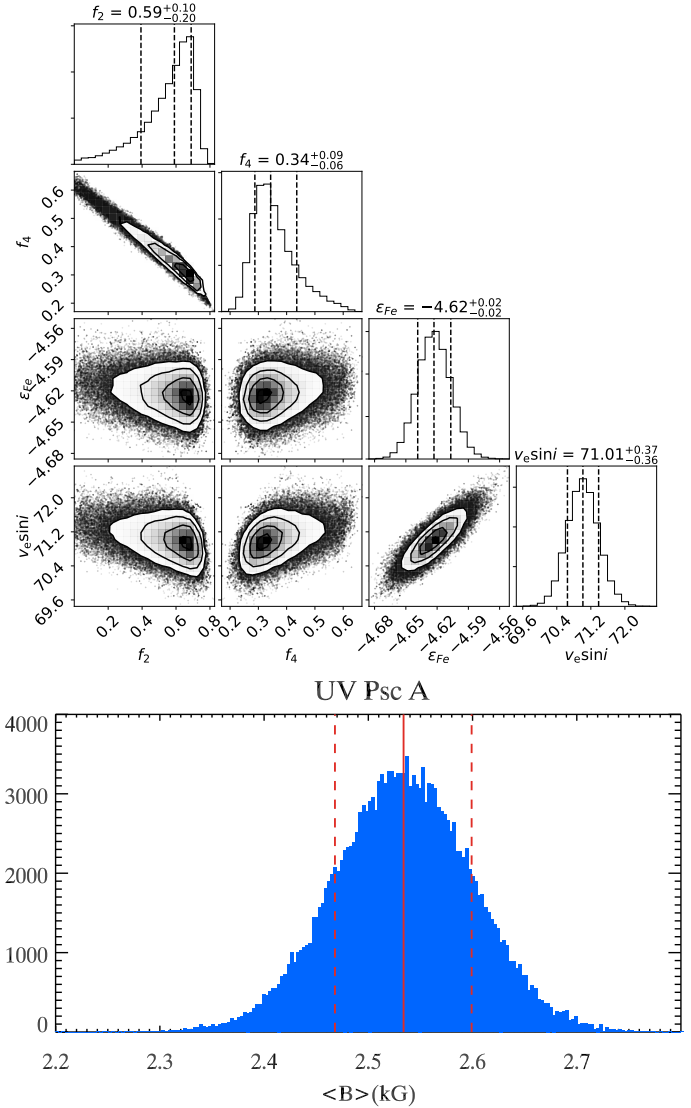 f₂ = 0.59⁺⁰·¹⁰₋₀.₂₀
f₄ = 0.34⁺⁰·⁰⁹₋₀.₀₆
0.6
0.5
0.4
0.3
0.2
f₄
ε_Fe = −4.62⁺⁰·⁰²₋₀.₀₂
−4.56
−4.59
−4.62
−4.65
−4.68
ε_Fe
vₑsini = 71.01⁺⁰·³⁷₋₀.₃₆
72.0
71.2
70.4
69.6
vₑsini
0.2 0.4 0.6 0.8 0.2 0.3 0.4 0.5 0.6 −4.68 −4.65 −4.62 −4.59 −4.56 69.6 70.4 71.2 72.0
f₂ f₄ ε_Fe vₑsini
UV Psc A
4000
3000
2000
1000
0
2.2 2.3 2.4 2.5 2.6 2.7
<B>(kG)